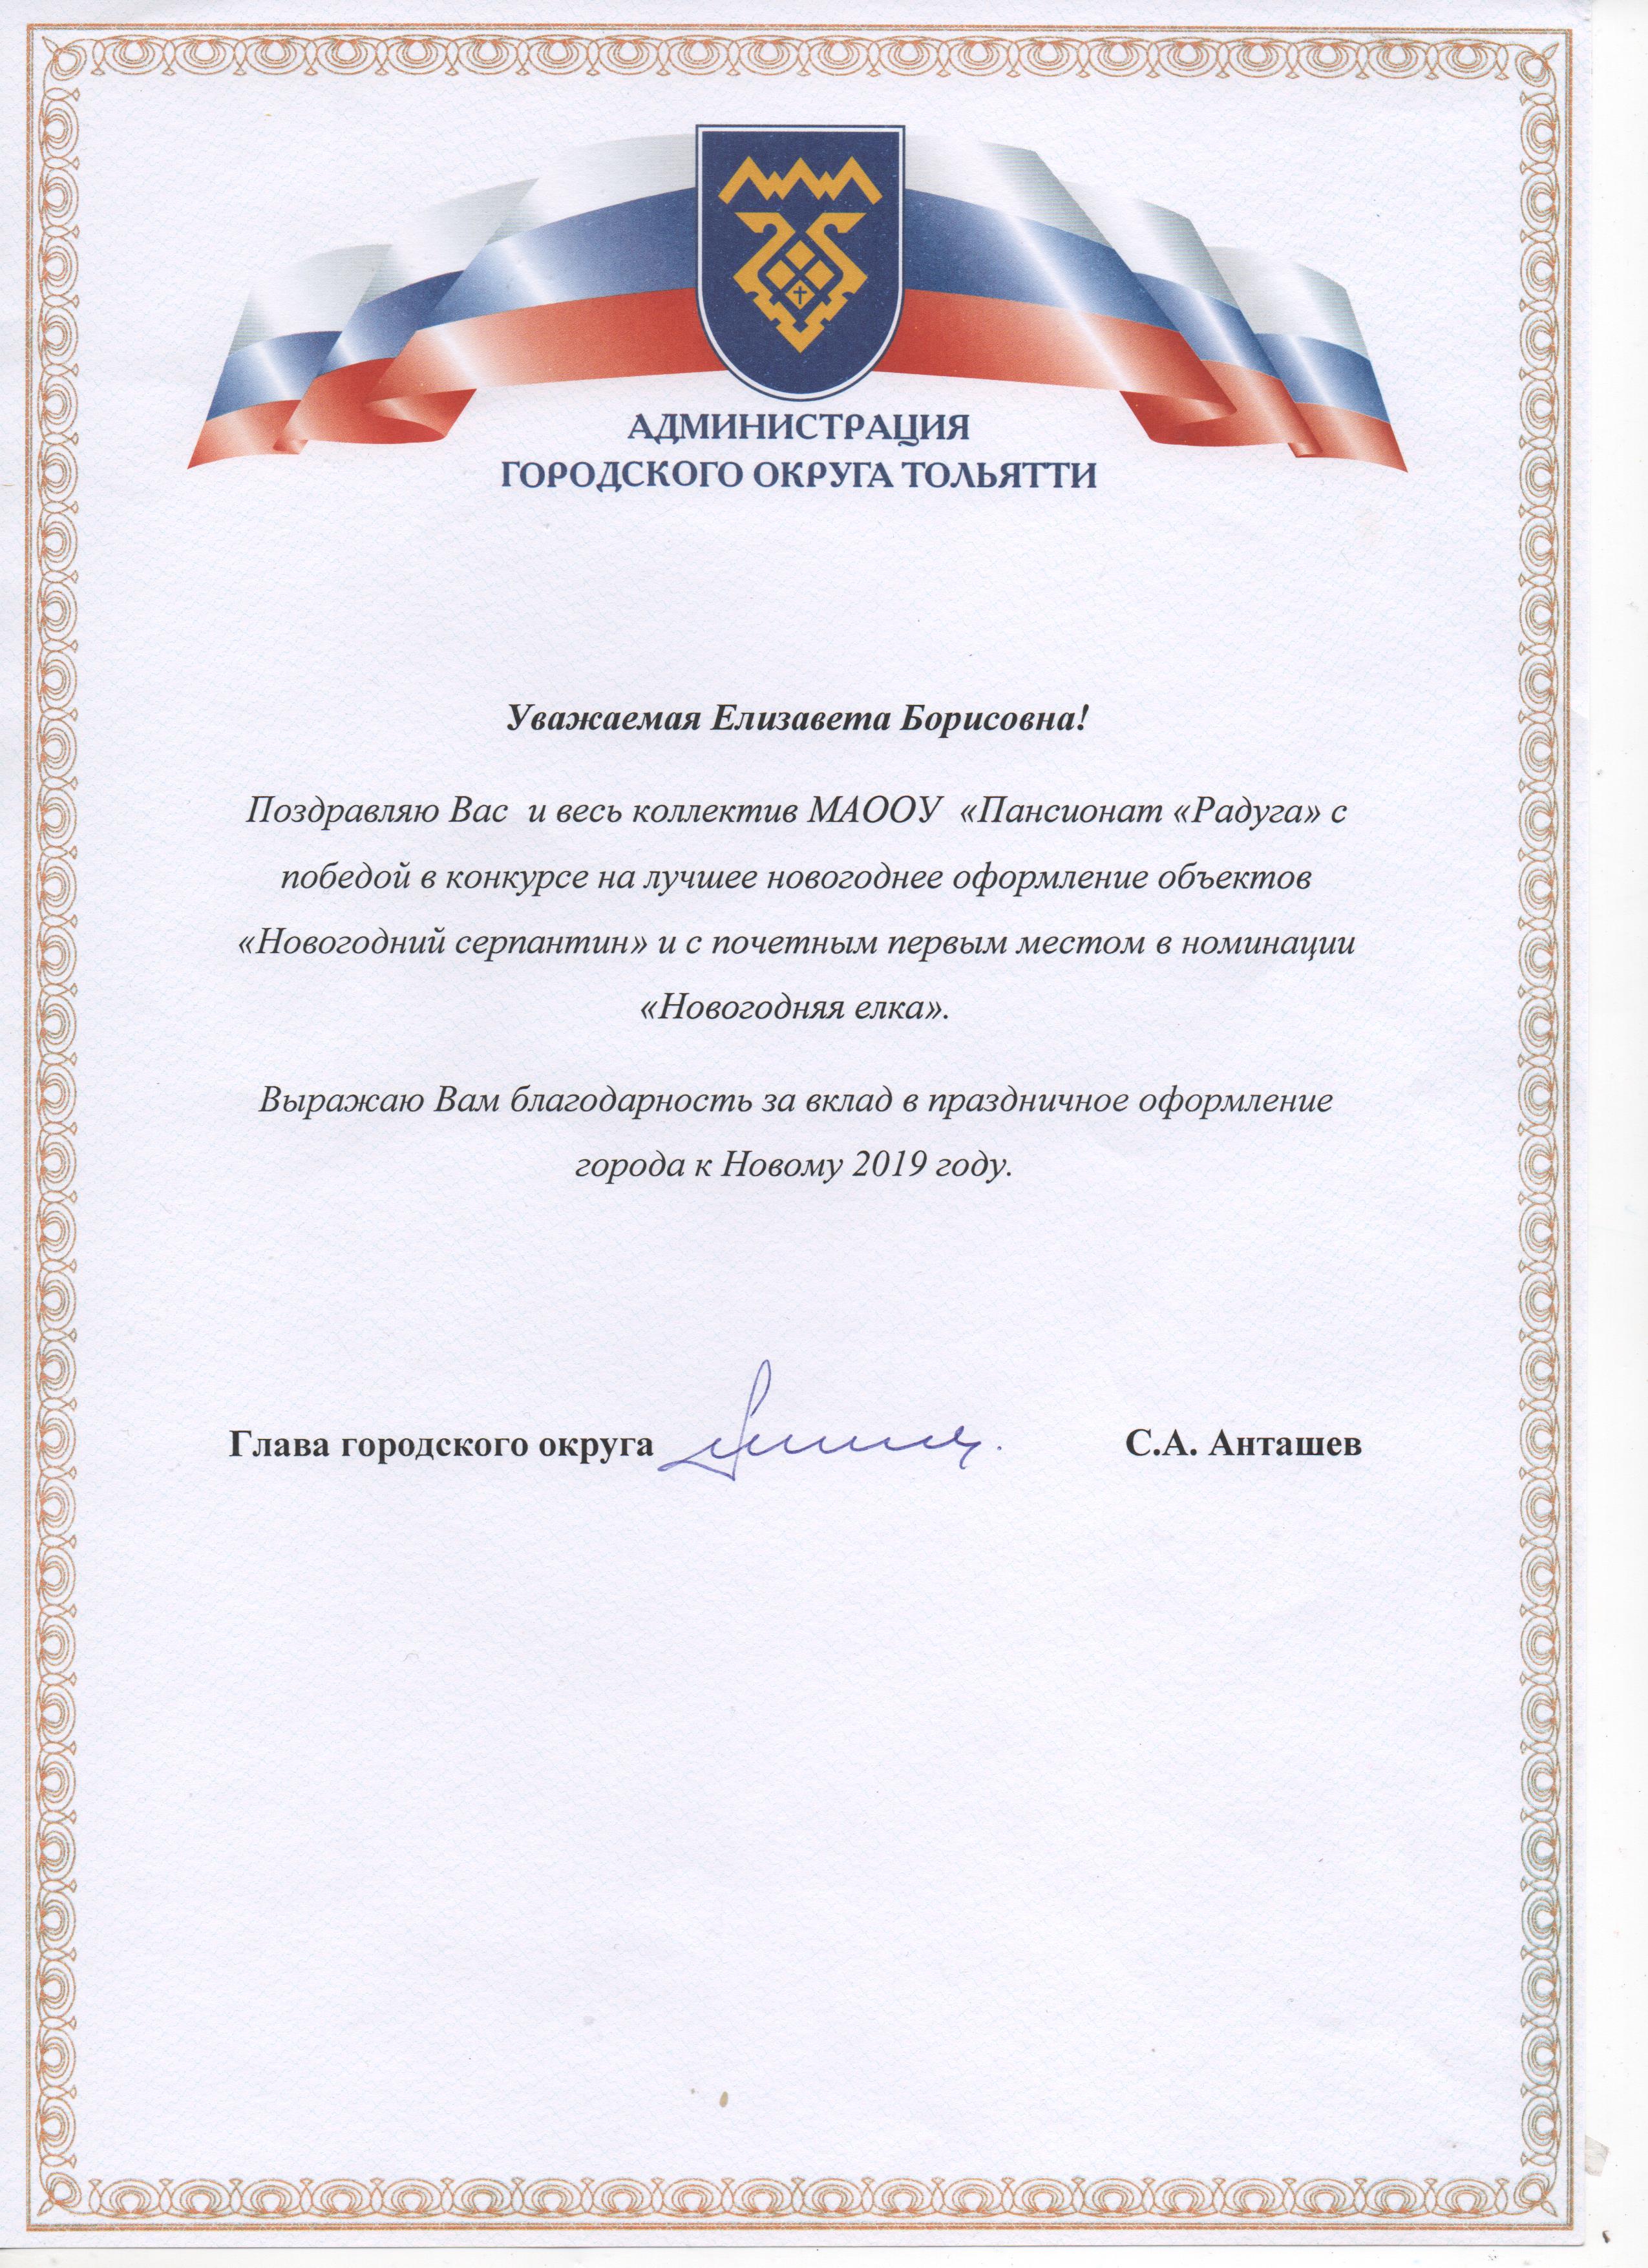 АДМИНИСТРАЦИЯ
ГОРОДСКОГО ОКРУГА ТОЛЬЯТТИ
Уважаемая Елизавета Борисовна!
Поздравляю Вас и весь коллектив МАООУ «Пансионат «Радуга» с
победой в конкурсе на лучшее новогоднее оформление объектов
«Новогодний серпантин» и с почетным первым местом в номинации
«Новогодняя елка».
Выражаю Вам благодарность за вклад в праздничное оформление
города к Новому 2019 году.
Глава городского округа С.А. Анташев